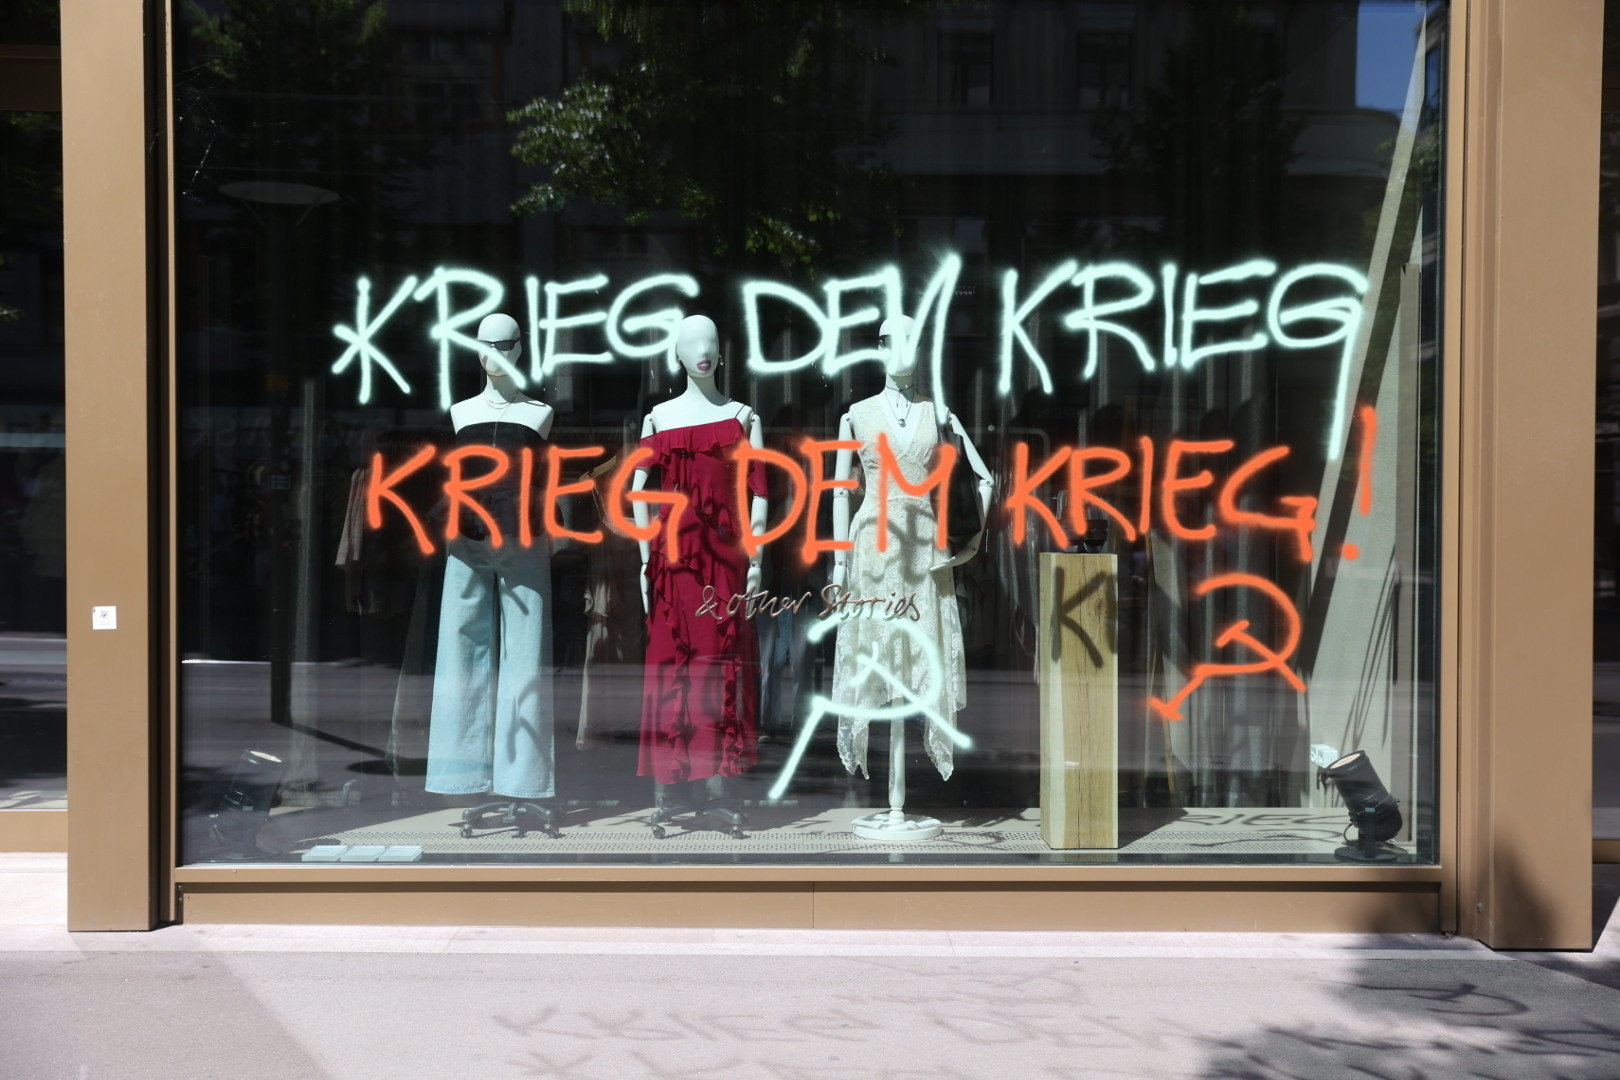 KRIEG DEM KRIEG
KRIEG DEM KRIEG!
& other Stories